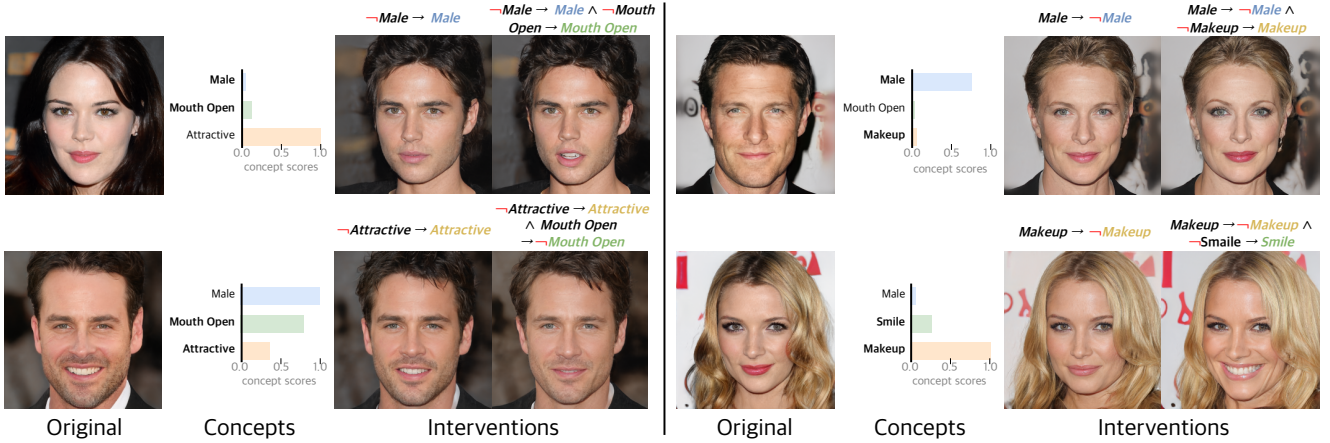 ¬Male → Male
¬Male → Male ∧ ¬Mouth
Open → Mouth Open
Male
Mouth Open
Attractive
0.0 0.5 1.0
concept scores
Male → ¬Male
Male → ¬Male ∧
¬Makeup → Makeup
Male
Mouth Open
Makeup
0.0 0.5 1.0
concept scores
¬Attractive → Attractive
¬Attractive → Attractive
∧ Mouth Open
→ ¬Mouth Open
Male
Mouth Open
Attractive
0.0 0.5 1.0
concept scores
Makeup → ¬Makeup
Makeup → ¬Makeup ∧
¬Smaile → Smile
Male
Smile
Makeup
0.0 0.5 1.0
concept scores
Original Concepts Interventions
Original Concepts Interventions